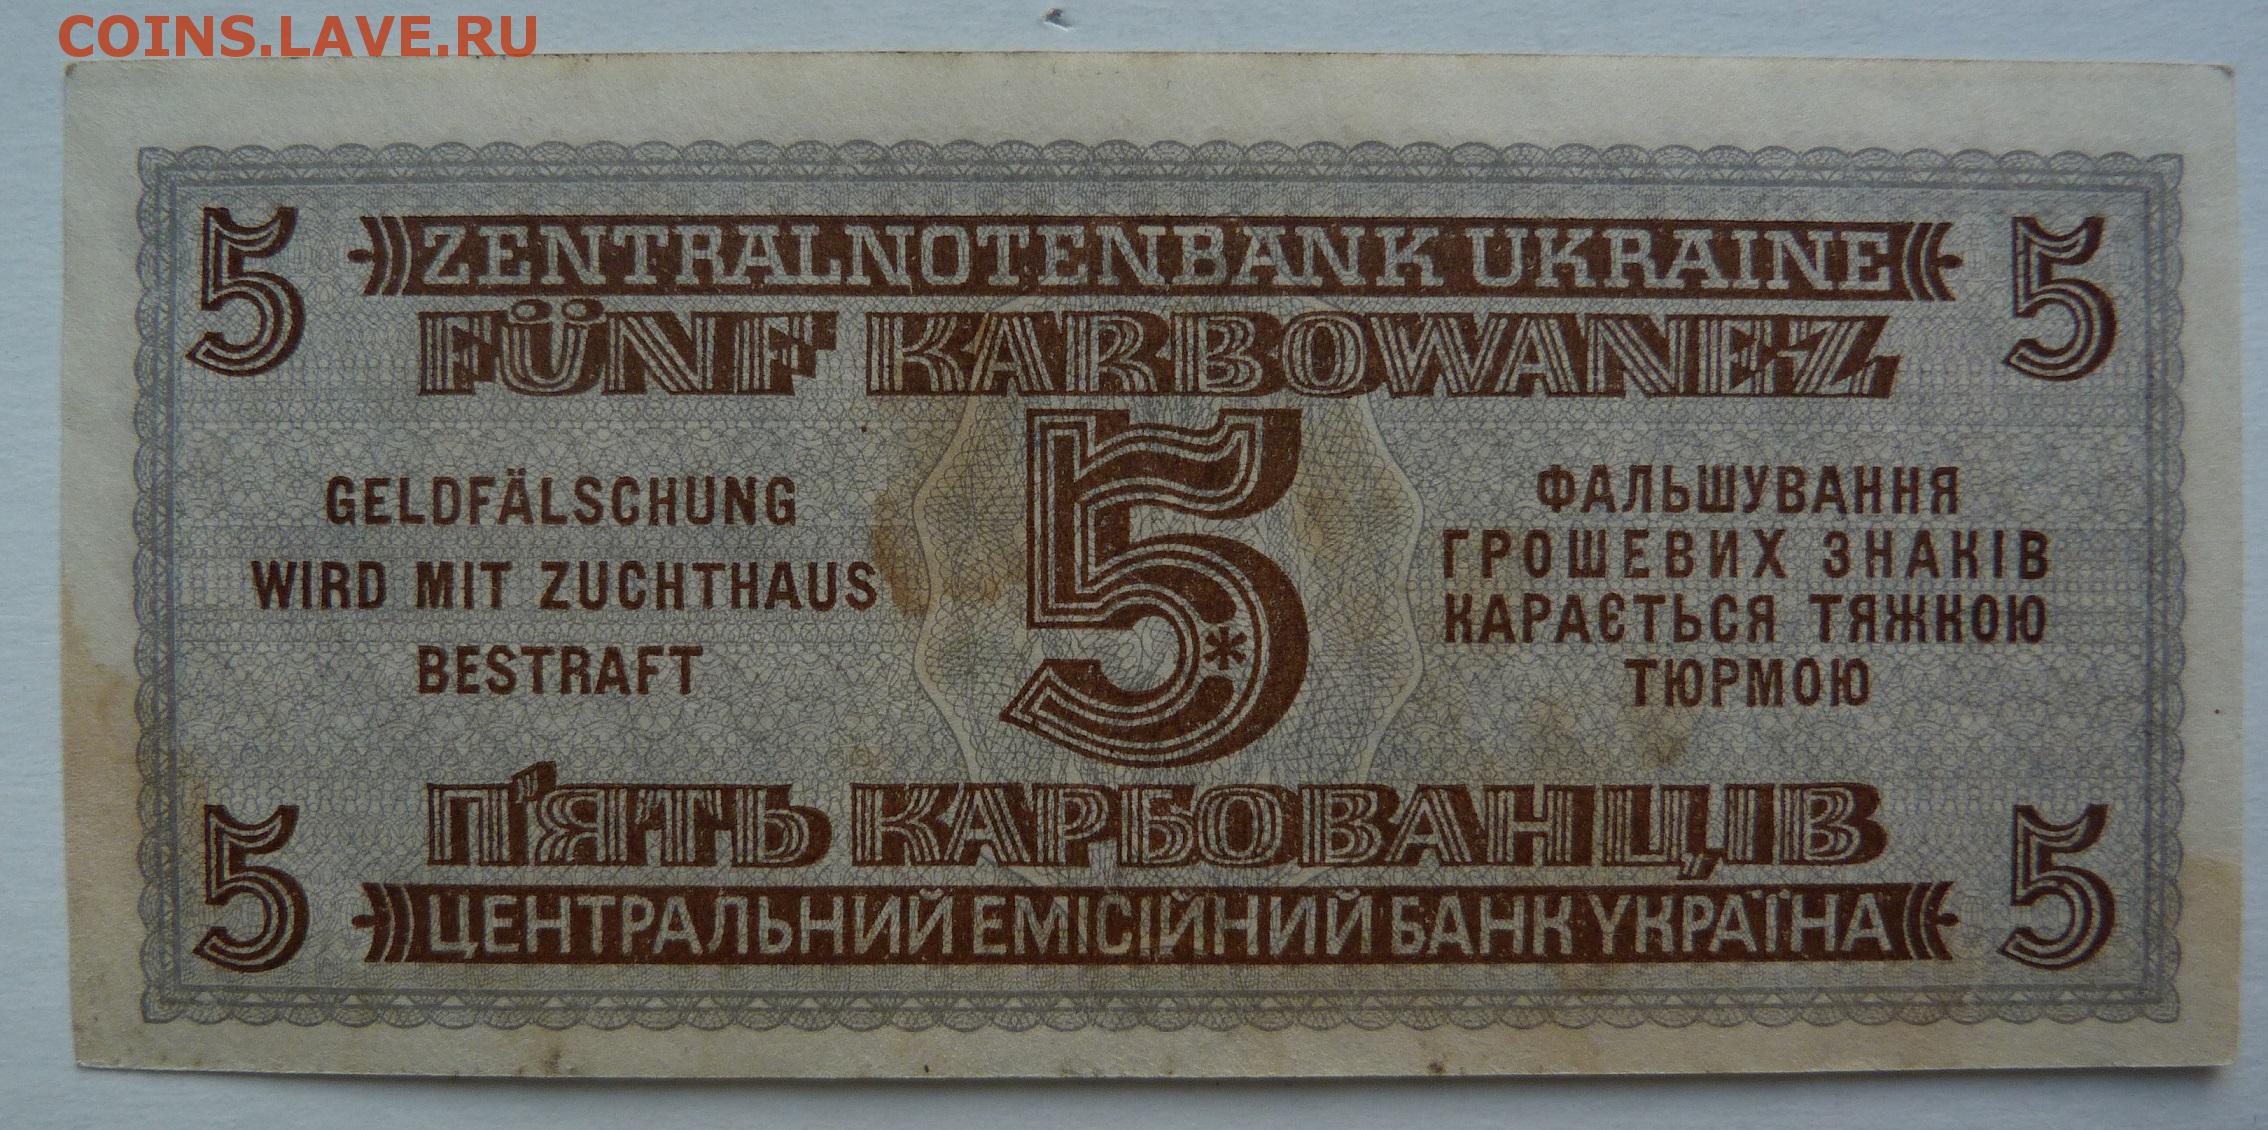 COINS.LAVE.RU
5 ZENTRALNOTENBANK UKRAINE 5
FÜNF KARBOWANEZ
5
GELDFÄLSCHUNG
WIRD MIT ZUCHTHAUS
BESTRAFT
ФАЛЬШУВАННЯ
ГРОШЕВИХ ЗНАКІВ
КАРАЄТЬСЯ ТЯЖКОЮ
ТЮРМОЮ
П'ЯТЬ КАРБОВАНЦІВ
5 ЦЕНТРАЛЬНИЙ ЕМІСІЙНИЙ БАНК УКРАЇНА 5